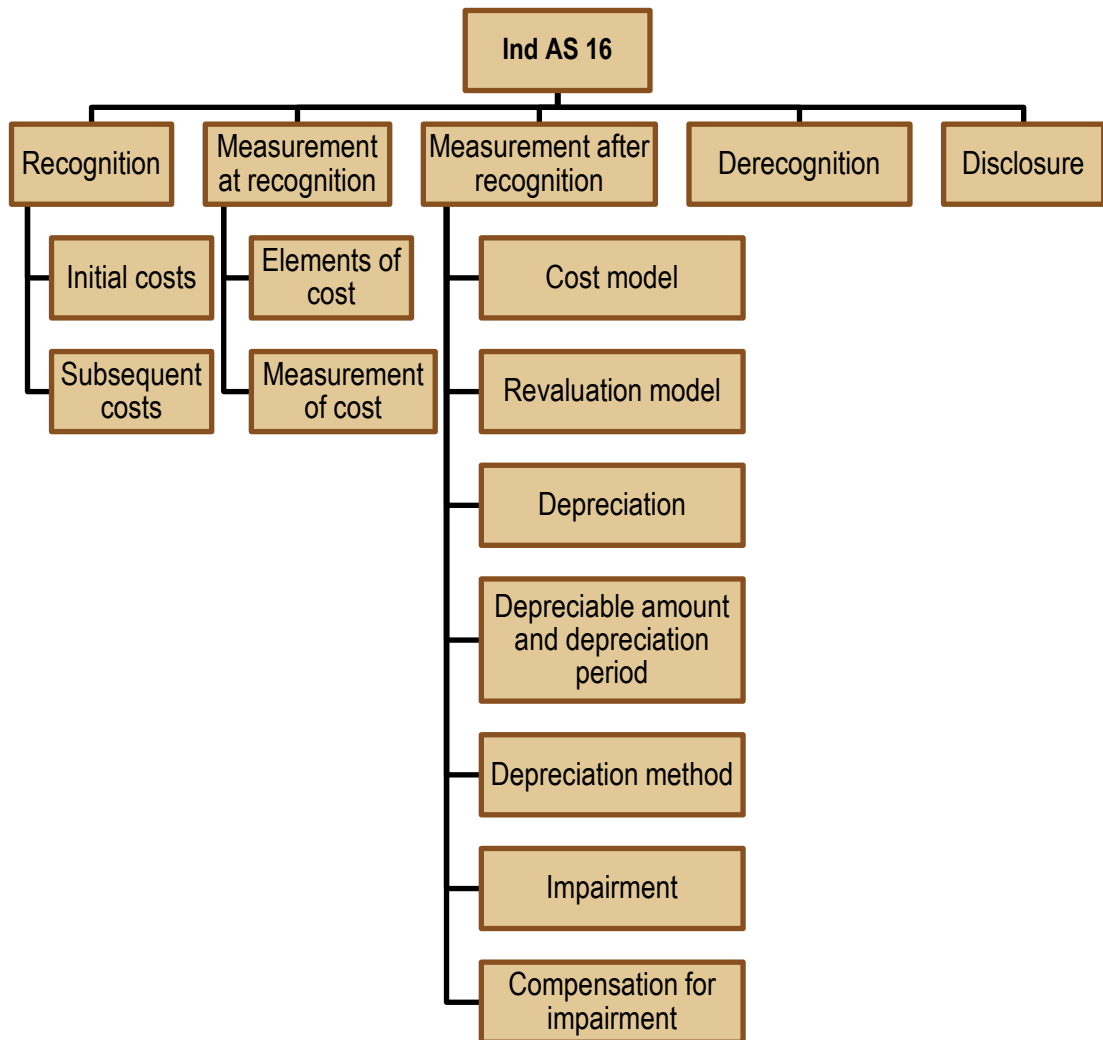 Ind AS 16
Recognition
Measurement
at recognition
Measurement after
recognition
Derecognition
Disclosure
Initial costs
Subsequent
costs
Elements of
cost
Measurement
of cost
Cost model
Revaluation model
Depreciation
Depreciable amount
and depreciation
period
Depreciation method
Impairment
Compensation for
impairment